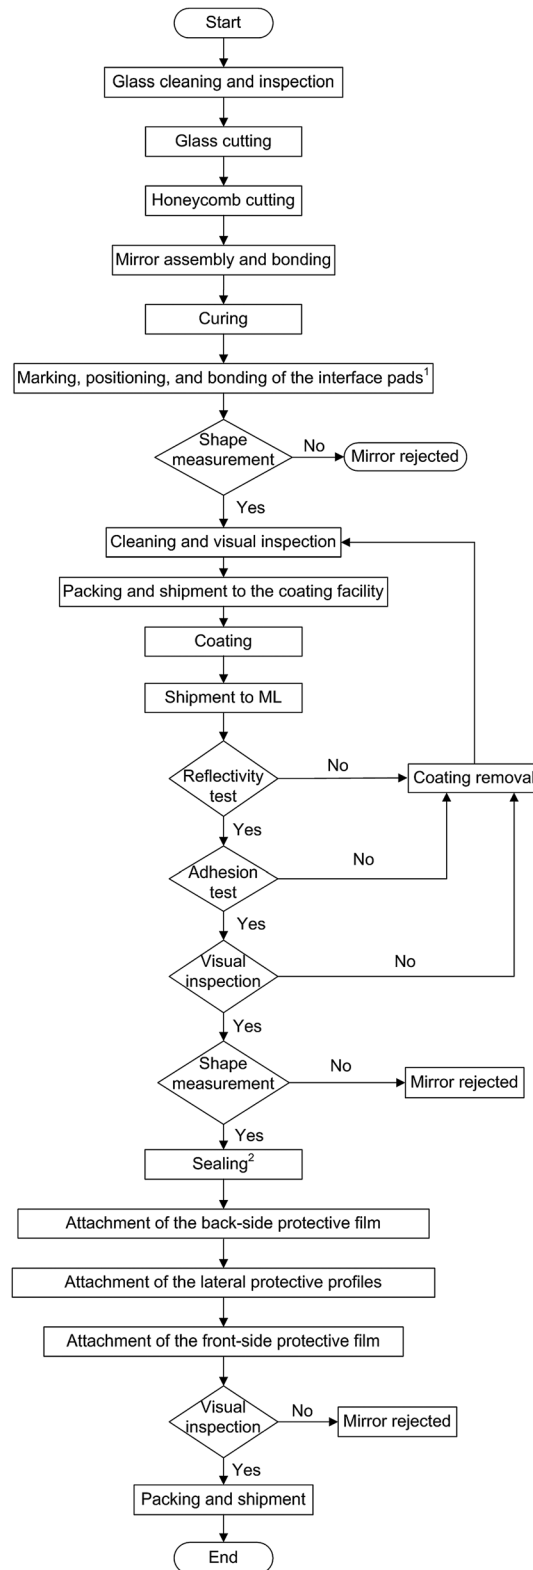 Start
Glass cleaning and inspection
Glass cutting
Honeycomb cutting
Mirror assembly and bonding
Curing
Marking, positioning, and bonding of the interface pads¹
Shape
measurement
No
Mirror rejected
Yes
Cleaning and visual inspection
Packing and shipment to the coating facility
Coating
Shipment to ML
Reflectivity
test
No
Coating removal
Yes
Adhesion
test
No
Yes
Visual
inspection
No
Yes
Shape
measurement
No
Mirror rejected
Yes
Sealing²
Attachment of the back-side protective film
Attachment of the lateral protective profiles
Attachment of the front-side protective film
Visual
inspection
No
Mirror rejected
Yes
Packing and shipment
End